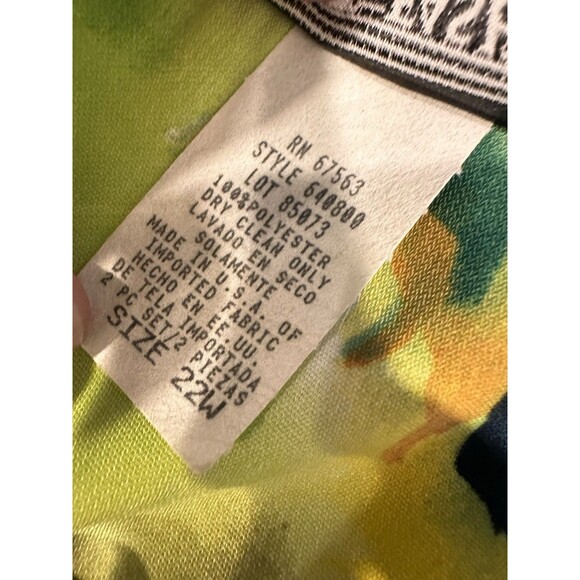 RN 67563
STYLE 640800
LOT 85073
100%POLYESTER
DRY CLEAN ONLY
LAVADO EN SECO
SOLAMENTE
MADE IN U.S.A. OF
IMPORTED FABRIC
HECHO EN EE UU
DE TELA IMPORTADA
2 PC SET/2 PIEZAS
SIZE 22W